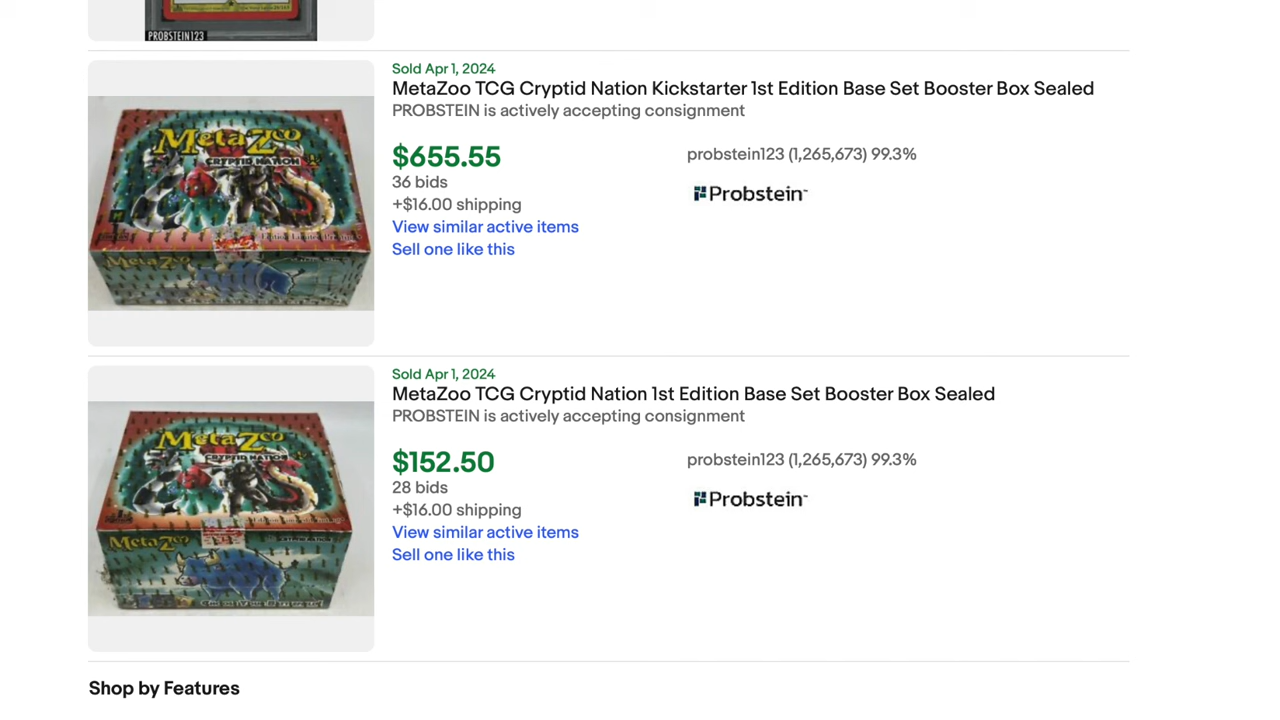 PROBSTEIN123
Sold Apr 1, 2024
MetaZoo TCG Cryptid Nation Kickstarter 1st Edition Base Set Booster Box Sealed
PROBSTEIN is actively accepting consignment
$655.55
probstein123 (1,265,673) 99.3%
36 bids
Probstein
+$16.00 shipping
View similar active items
Sell one like this
MetaZoo
CRYPTID NATION
MetaZoo
Sold Apr 1, 2024
MetaZoo TCG Cryptid Nation 1st Edition Base Set Booster Box Sealed
PROBSTEIN is actively accepting consignment
$152.50
probstein123 (1,265,673) 99.3%
28 bids
Probstein
+$16.00 shipping
View similar active items
Sell one like this
MetaZoo
CRYPTID NATION
MetaZoo
Shop by Features